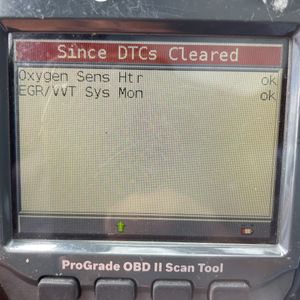 Since DTCs Cleared
Oxygen Sens Htr ok
EGR/VVT Sys Mon ok
ProGrade OBD II Scan Tool